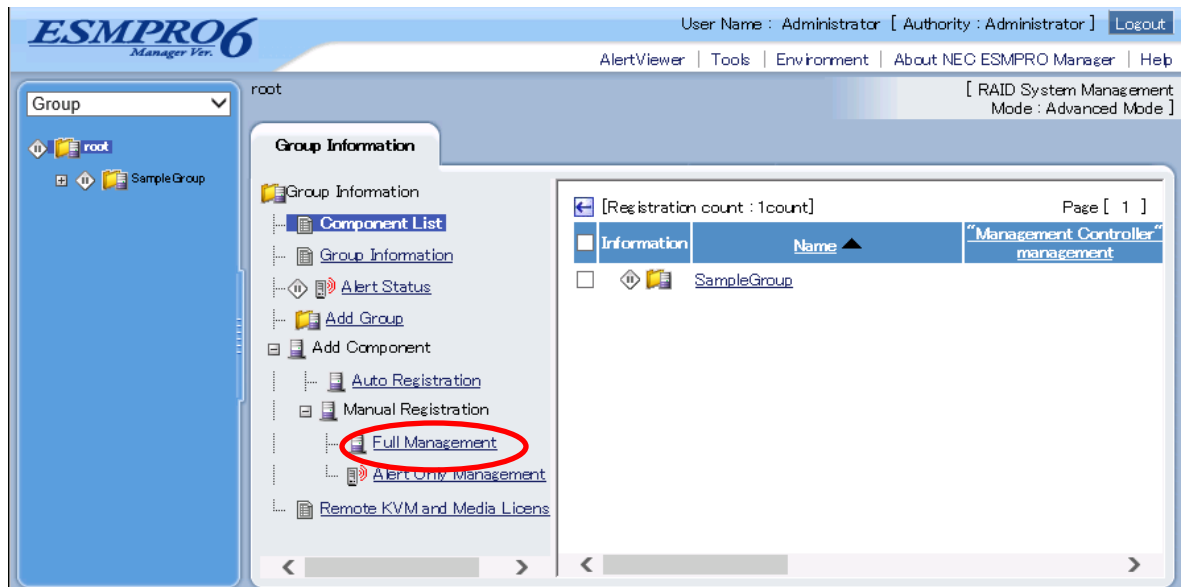 ESMPRO6
Manager Ver.
User Name : Administrator [ Authority : Administrator ] Logout
AlertViewer | Tools | Environment | About NEC ESMPRO Manager | Help
Group
root
SampleGroup
root
[ RAID System Management
Mode : Advanced Mode ]
Group Information
Group Information
Component List
Group Information
Alert Status
Add Group
Add Component
Auto Registration
Manual Registration
Full Management
Alert Only Management
Remote KVM and Media Licens
[Registration count : 1count] Page [ 1 ]
Information Name ▲ "Management Controller"
management
SampleGroup